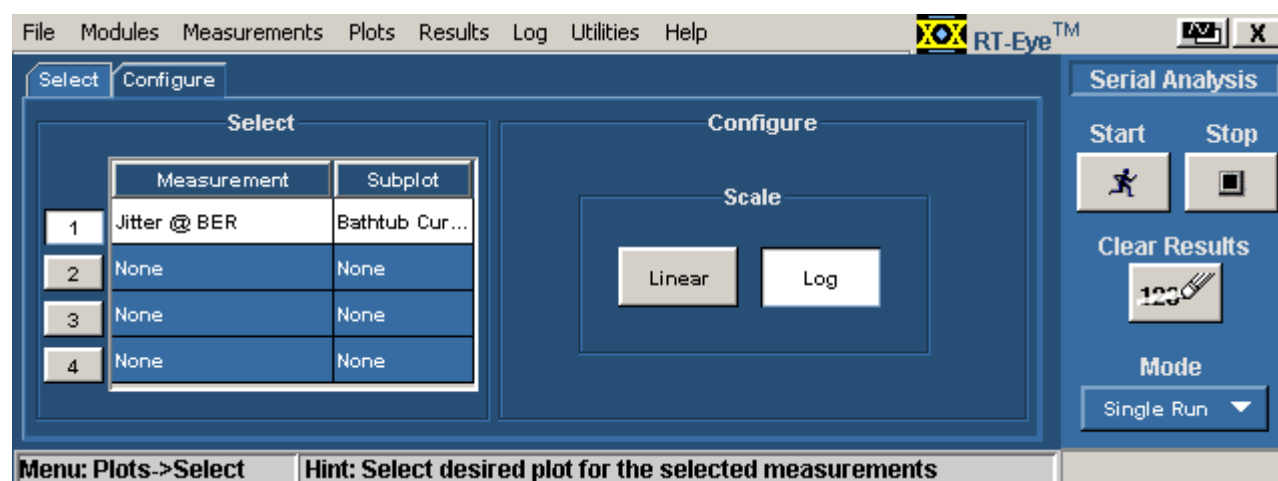 File Modules Measurements Plots Results Log Utilities Help RT-Eye™ X
Select Configure
Serial Analysis
Select
Configure
Start Stop
Measurement Subplot
Scale
1 Jitter @ BER Bathtub Cur...
2 None None
Linear Log
Clear Results
123
3 None None
4 None None
Mode
Single Run
Menu: Plots->Select Hint: Select desired plot for the selected measurements